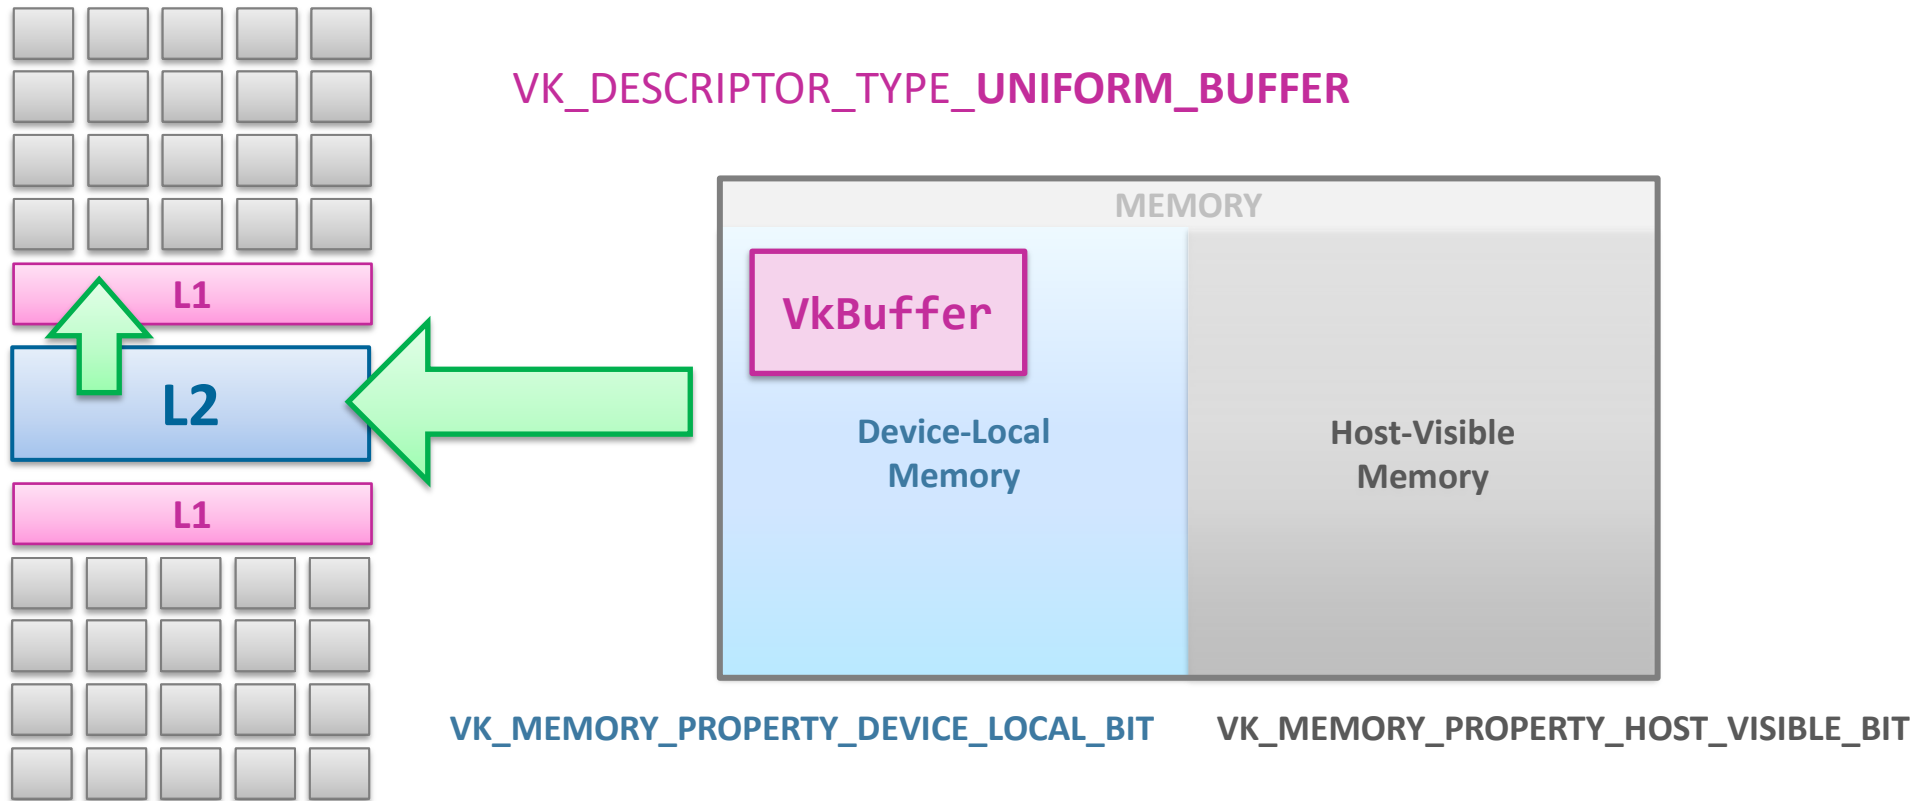 VK_DESCRIPTOR_TYPE_UNIFORM_BUFFER
MEMORY
VkBuffer
L1
L2
L1
Device-Local
Memory
Host-Visible
Memory
VK_MEMORY_PROPERTY_DEVICE_LOCAL_BIT
VK_MEMORY_PROPERTY_HOST_VISIBLE_BIT